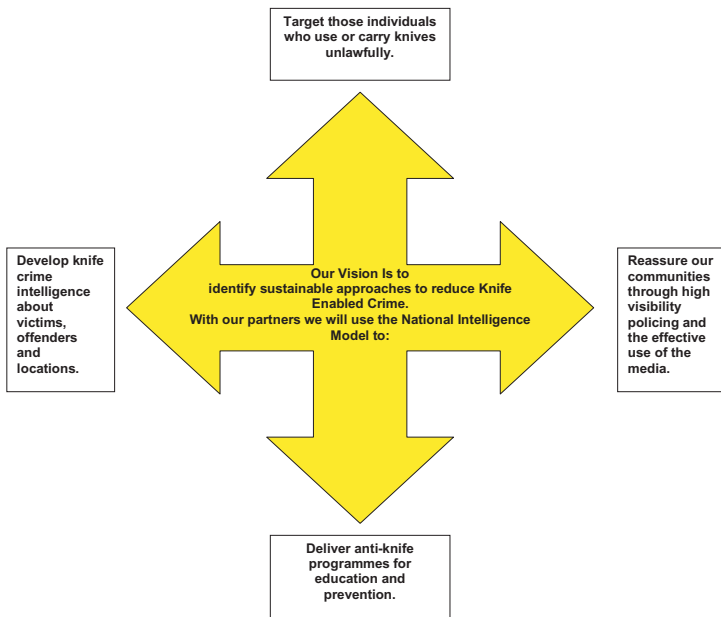 Target those individuals
who use or carry knives
unlawfully.
Develop knife
crime
intelligence
about
victims,
offenders
and
locations.
Our Vision Is to
identify sustainable approaches to reduce Knife
Enabled Crime.
With our partners we will use the National Intelligence
Model to:
Reassure our
communities
through high
visibility
policing and
the effective
use of the
media.
Deliver anti-knife
programmes for
education and
prevention.